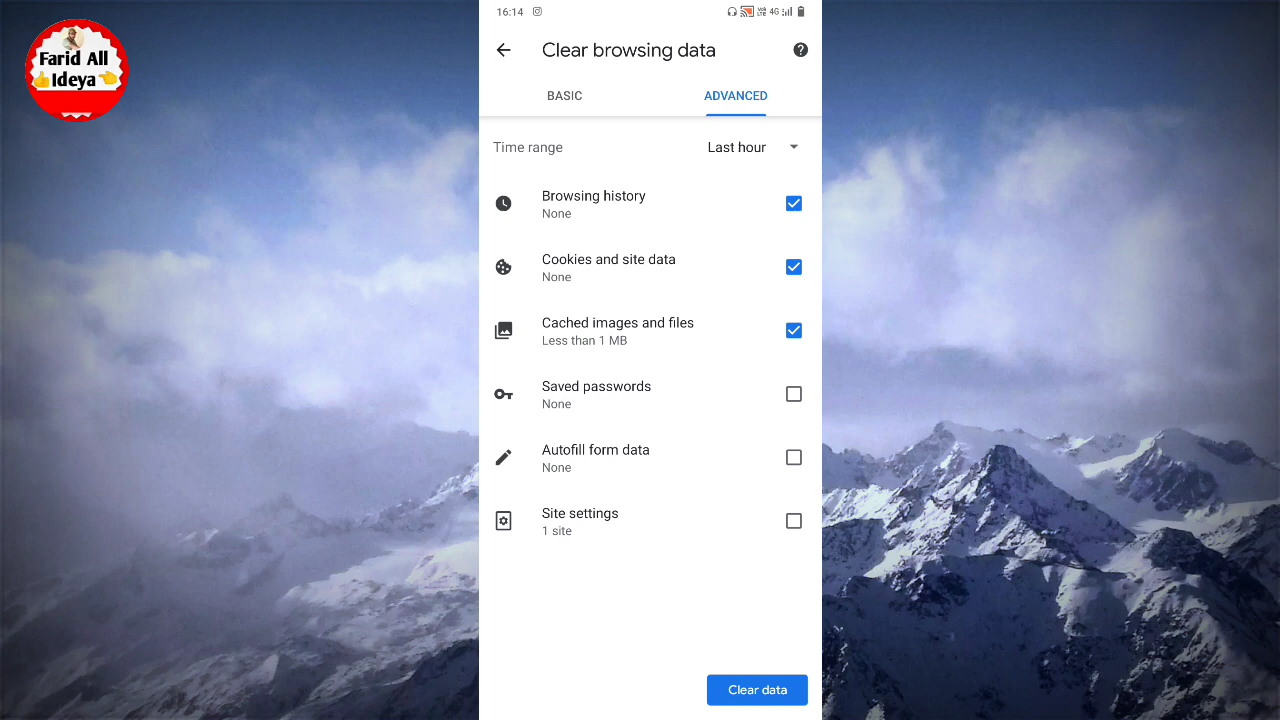 Farid All
Ideya
16:14
4G
Clear browsing data
BASIC
ADVANCED
Time range
Last hour
Browsing history
None
Cookies and site data
None
Cached images and files
Less than 1 MB
Saved passwords
None
Autofill form data
None
Site settings
1 site
Clear data